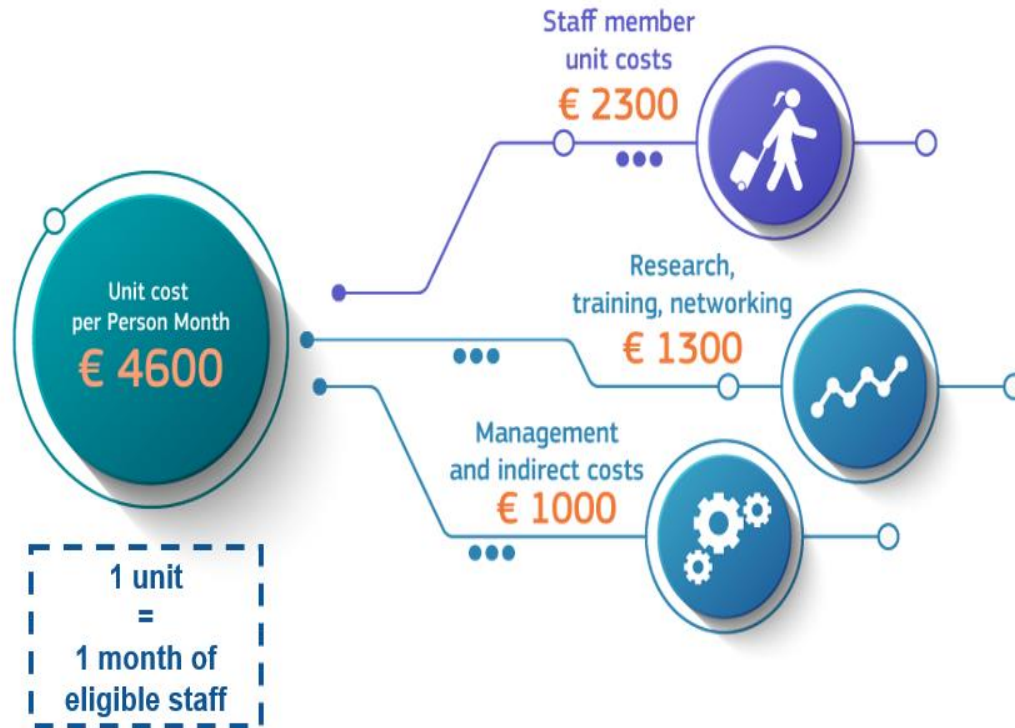 Staff member
unit costs
€ 2300
Unit cost
per Person Month
€ 4600
Research,
training, networking
€ 1300
Management
and indirect costs
€ 1000
1 unit
=
1 month of
eligible staff